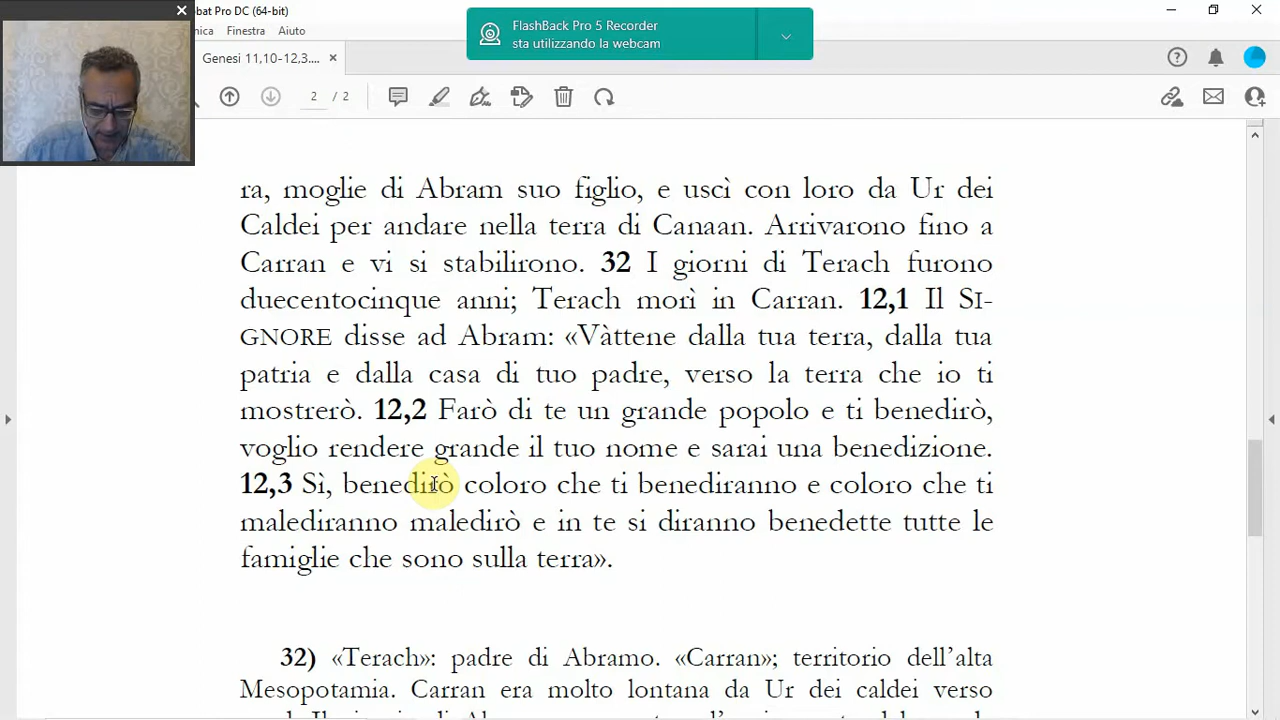 bat Pro DC (64-bit)
FlashBack Pro 5 Recorder
sta utilizzando la webcam
Finestra Aiuto
Genesi 11,10-12,3....
2 / 2
ra, moglie di Abram suo figlio, e uscì con loro da Ur dei
Caldei per andare nella terra di Canaan. Arrivarono fino a
Carran e vi si stabilirono. 32 I giorni di Terach furono
duecentocinque anni; Terach morì in Carran. 12,1 Il SI-
GNORE disse ad Abram: «Vàttene dalla tua terra, dalla tua
patria e dalla casa di tuo padre, verso la terra che io ti
mostrerò. 12,2 Farò di te un grande popolo e ti benedirò,
voglio rendere grande il tuo nome e sarai una benedizione.
12,3 Sì, benedirò coloro che ti benediranno e coloro che ti
malediranno maledirò e in te si diranno benedette tutte le
famiglie che sono sulla terra».
32) «Terach»: padre di Abramo. «Carran»; territorio dell'alta
Mesopotamia. Carran era molto lontana da Ur dei caldei verso